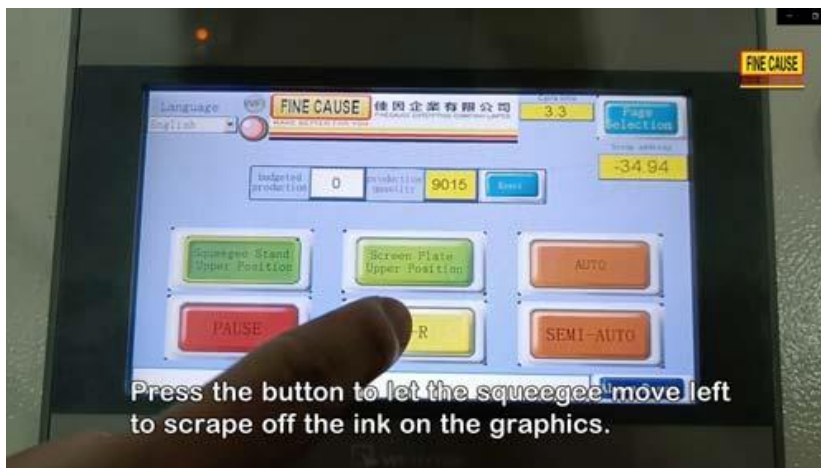 FINE CAUSE
Language
English
FINE CAUSE 佳因企業有限公司
3.3
Page
Selection
-34.94
budgeted
production
0
production
quantity
9015
Reset
Squeegee Stand
Upper Position
Screen Plate
Upper Position
AUTO
PAUSE
-R
SEMI-AUTO
Press the button to let the squeegee move left
to scrape off the ink on the graphics.